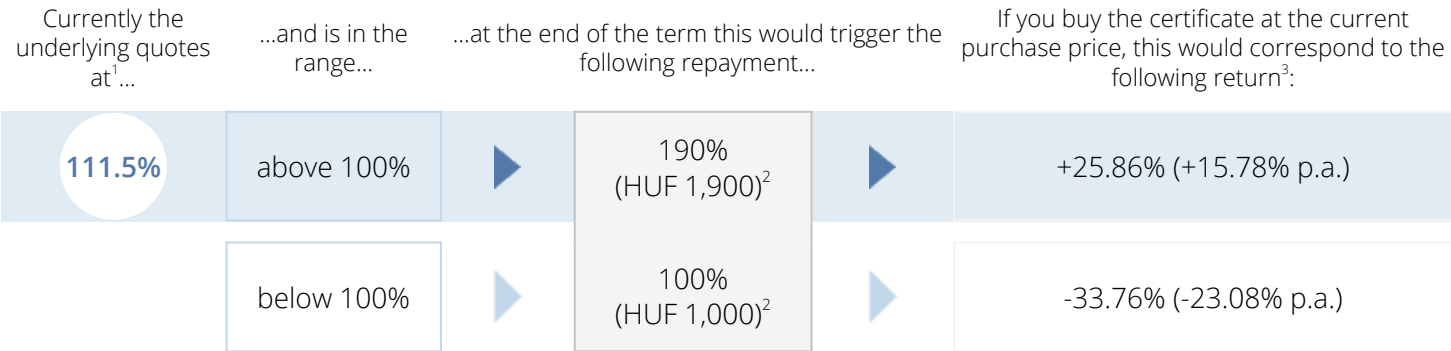 Currently the
underlying quotes
at¹...
...and is in the
range...
...at the end of the term this would trigger the
following repayment...
If you buy the certificate at the current
purchase price, this would correspond to the
following return³:
111.5%
above 100%
190%
(HUF 1,900)²
+25.86% (+15.78% p.a.)
below 100%
100%
(HUF 1,000)²
-33.76% (-23.08% p.a.)